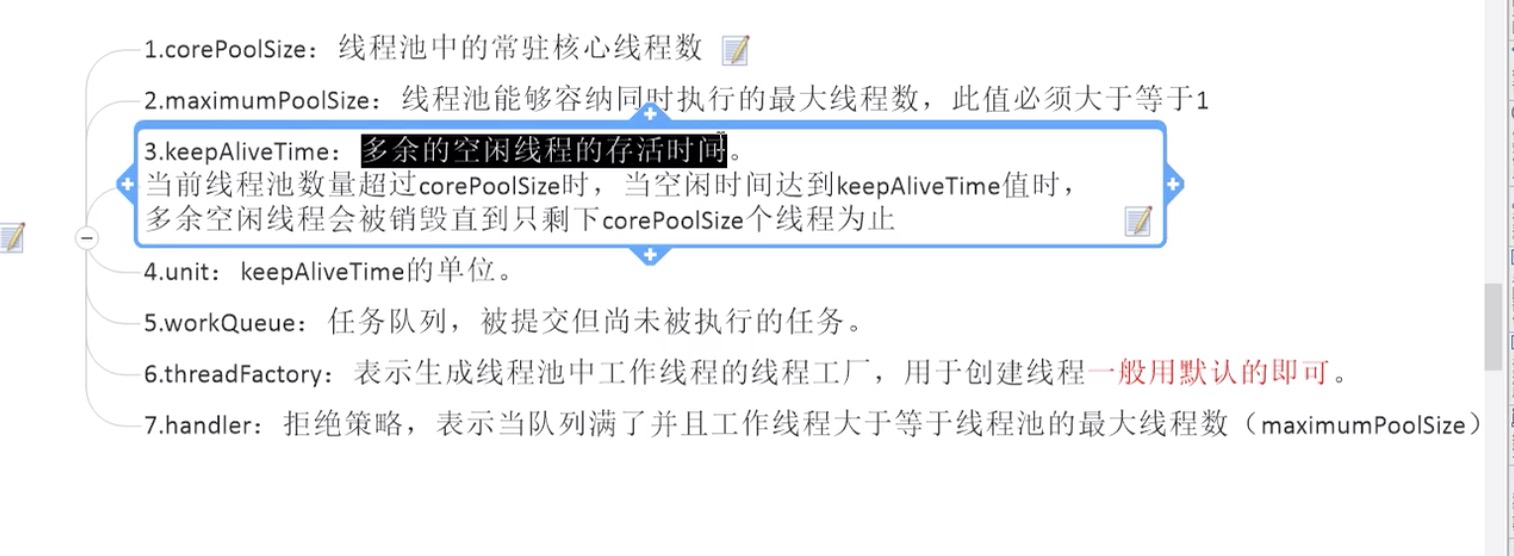 1.corePoolSize：线程池中的常驻核心线程数
2.maximumPoolSize：线程池能够容纳同时执行的最大线程数，此值必须大于等于1
3.keepAliveTime：多余的空闲线程的存活时间。
当前线程池数量超过corePoolSize时，当空闲时间达到keepAliveTime值时，
多余空闲线程会被销毁直到只剩下corePoolSize个线程为止
4.unit：keepAliveTime的单位。
5.workQueue：任务队列，被提交但尚未被执行的任务。
6.threadFactory：表示生成线程池中工作线程的线程工厂，用于创建线程一般用默认的即可。
7.handler：拒绝策略，表示当队列满了并且工作线程大于等于线程池的最大线程数（maximumPoolSize）